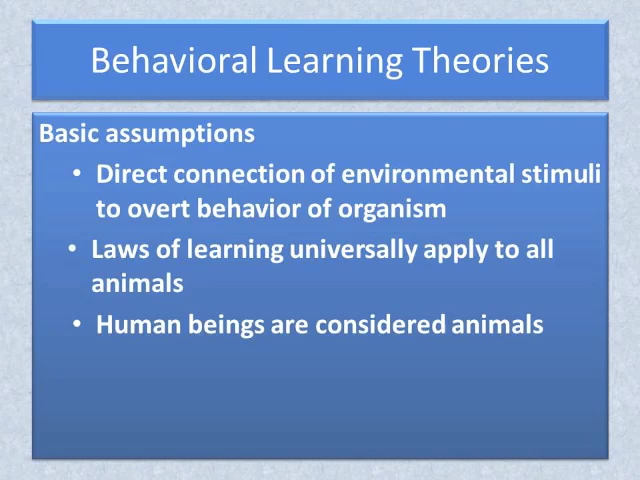 Behavioral Learning Theories
Basic assumptions
• Direct connection of environmental stimuli
to overt behavior of organism
• Laws of learning universally apply to all
animals
• Human beings are considered animals